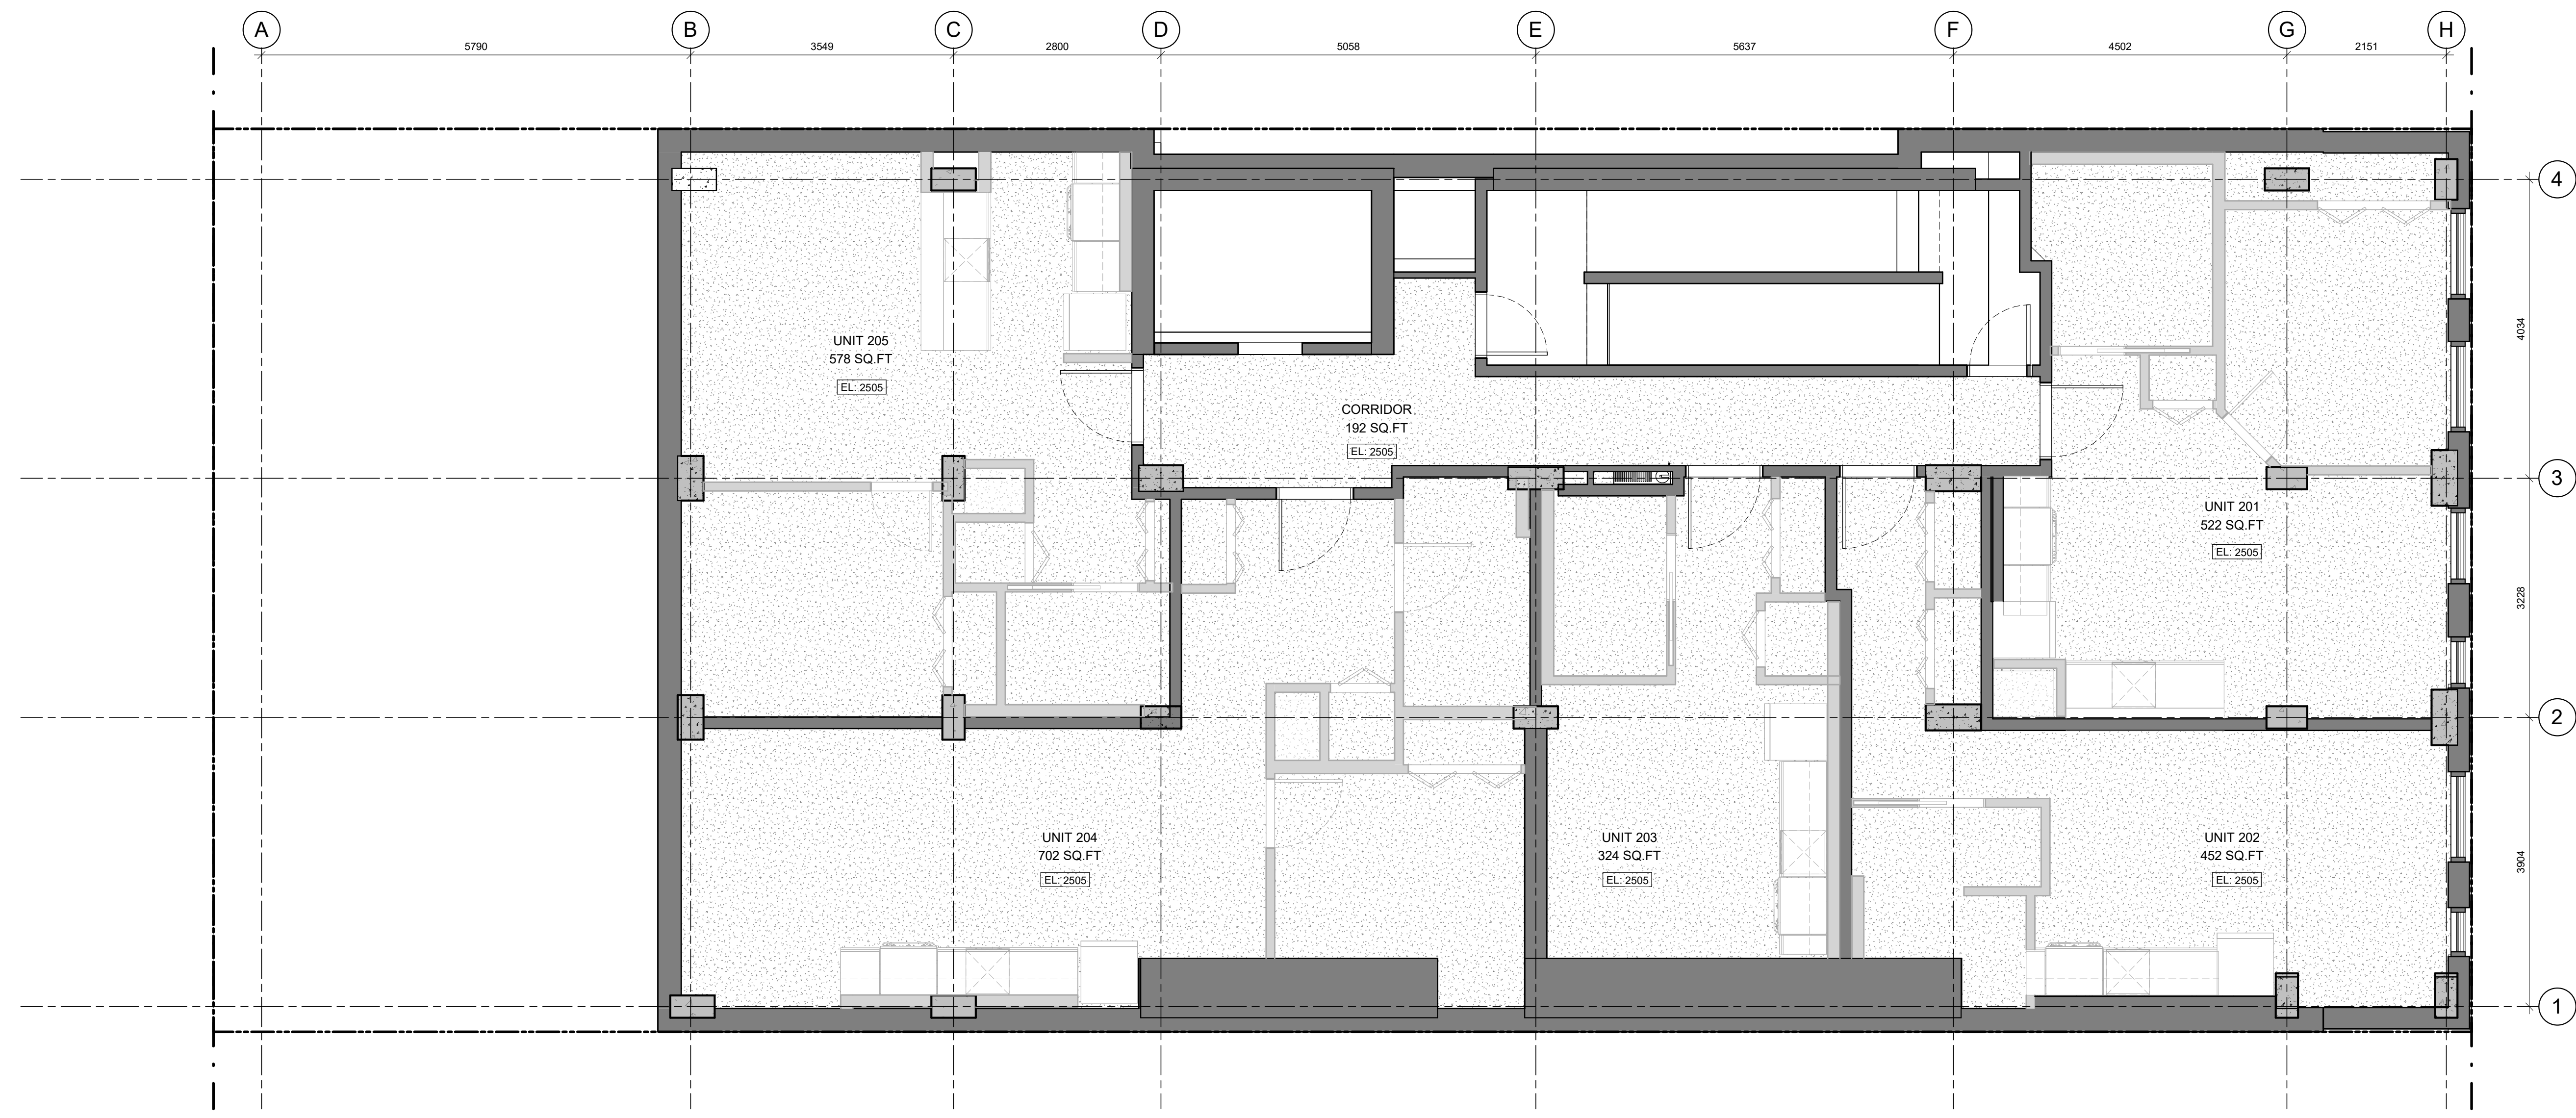 A
B
C
D
E
F
G
H
5790
3549
2800
5058
5637
4502
2151
4
4034
UNIT 205
578 SQ.FT
EL: 2505
CORRIDOR
192 SQ.FT
EL: 2505
3
UNIT 201
522 SQ.FT
EL: 2505
3228
2
UNIT 204
702 SQ.FT
EL: 2505
UNIT 203
324 SQ.FT
EL: 2505
UNIT 202
452 SQ.FT
EL: 2505
3904
1